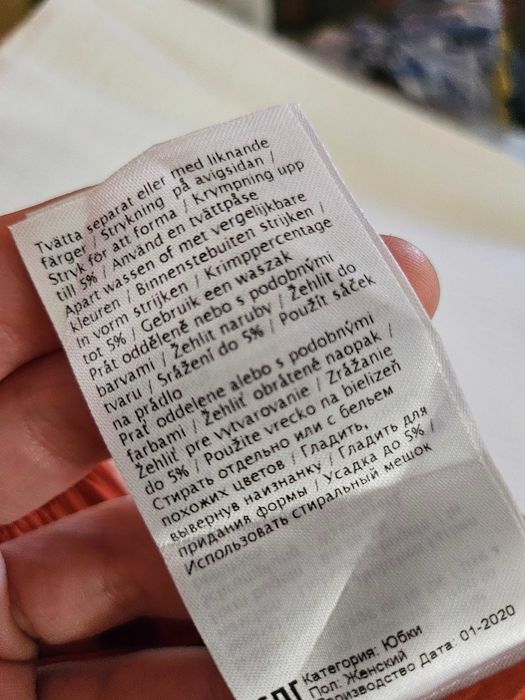 Tvätta separat eller med liknande
färger / Strykning på avigsidan /
Stryk för att forma / Krympning upp
till 5% / Använd en tvättpåse
Apart wassen of met vergelijkbare
kleuren / Binnenstebuiten strijken /
In vorm strijken / Krimppercentage
tot 5% / Gebruik een waszak
Prát odděleně nebo s podobnými
barvami / Žehlit naruby / Žehlit do
tvaru / Srážení do 5% / Použít sáček
na prádlo
Prať oddelene alebo s podobnými
farbami / Žehliť obrátené naopak /
Žehliť pre vytvarovanie / Zrážanie
do 5% / Použite vrecko na bielizeň
Стирать отдельно или с бельем
похожих цветов / Гладить,
вывернув наизнанку / Гладить для
придания формы / Усадка до 5% /
Использовать стиральный мешок
Категория: Юбки
Пол: Женский
Дата: 01-2020